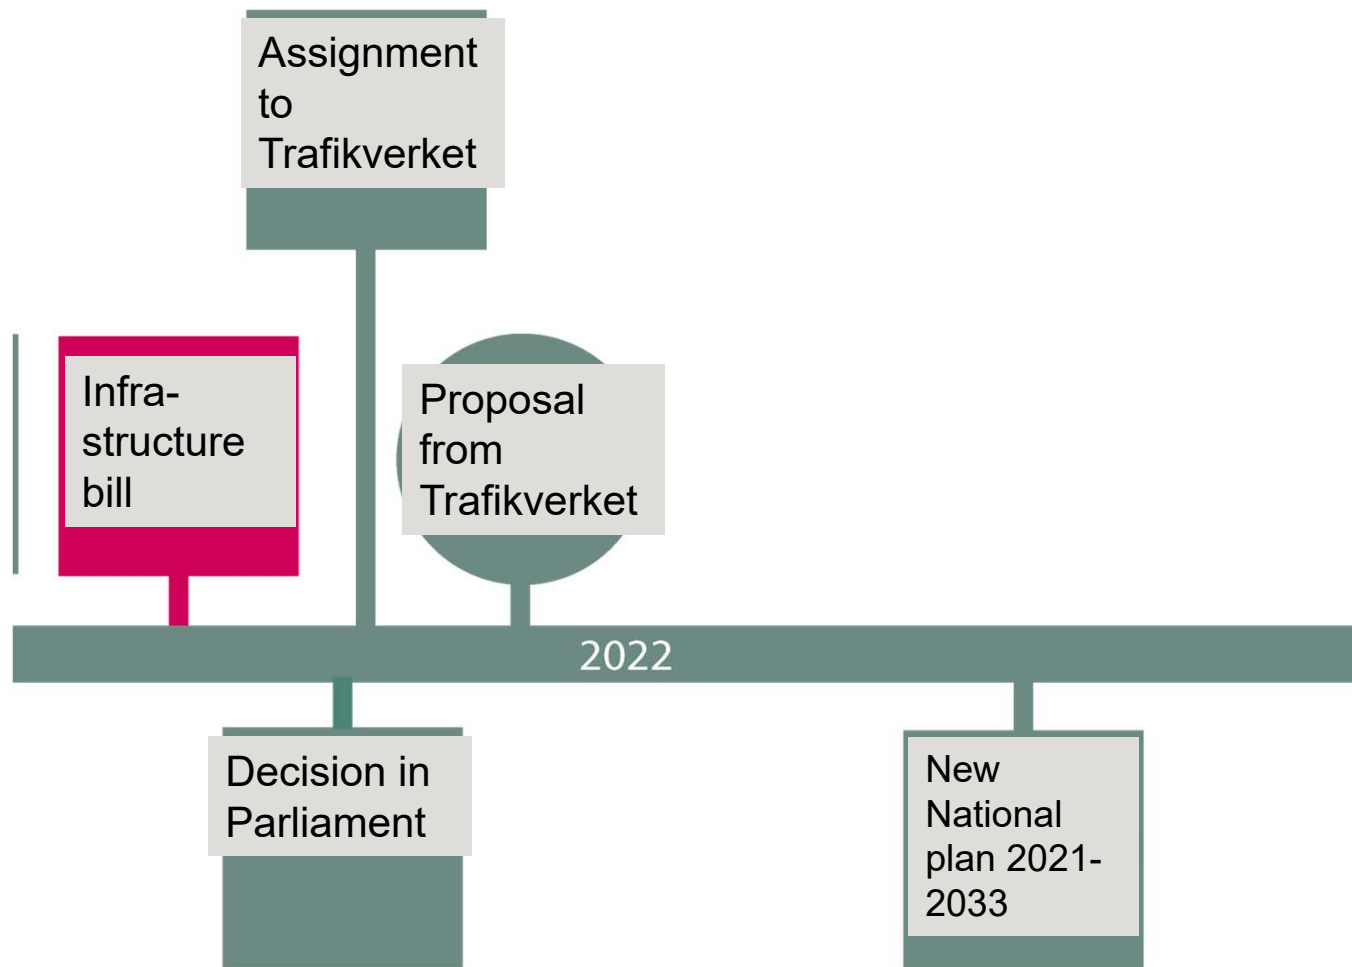 Assignment
to
Trafikverket
Infra-
structure
bill
Proposal
from
Trafikverket
2022
Decision in
Parliament
New
National
plan 2021-
2033